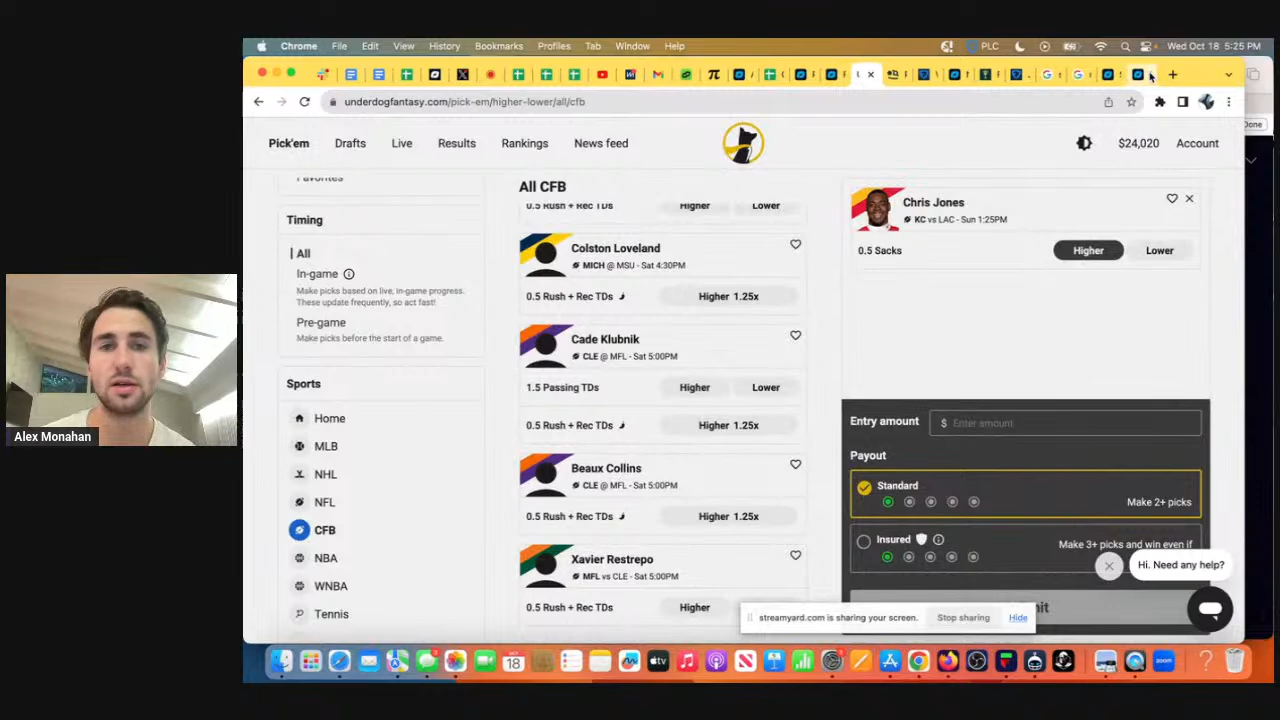 Chrome File Edit View History Bookmarks Profiles Tab Window Help
PLC Wed Oct 18 5:25 PM
underdogfantasy.com/pick-em/higher-lower/all/cfb
Done
Pick'em Drafts Live Results Rankings News feed $24,020 Account
Favorites
Timing
All
In-game
Make picks based on live, in-game progress.
These update frequently, so act fast!
Pre-game
Make picks before the start of a game.
Sports
Home
MLB
NHL
NFL
CFB
NBA
WNBA
Tennis
All CFB
0.5 Rush + Rec TDs Higher Lower
Colston Loveland
MICH @ MSU - Sat 4:30PM
0.5 Rush + Rec TDs Higher 1.25x
Cade Klubnik
CLE @ MFL - Sat 5:00PM
1.5 Passing TDs Higher Lower
0.5 Rush + Rec TDs Higher 1.25x
Beaux Collins
CLE @ MFL - Sat 5:00PM
0.5 Rush + Rec TDs Higher 1.25x
Xavier Restrepo
MFL vs CLE - Sat 5:00PM
0.5 Rush + Rec TDs Higher
Chris Jones
KC vs LAC - Sun 1:25PM
0.5 Sacks Higher Lower
Entry amount $ Enter amount
Payout
Standard
Make 2+ picks
Insured
Make 3+ picks and win even if
Hi. Need any help?
streamyard.com is sharing your screen. Stop sharing Hide
Alex Monahan
OCT
18
zoom